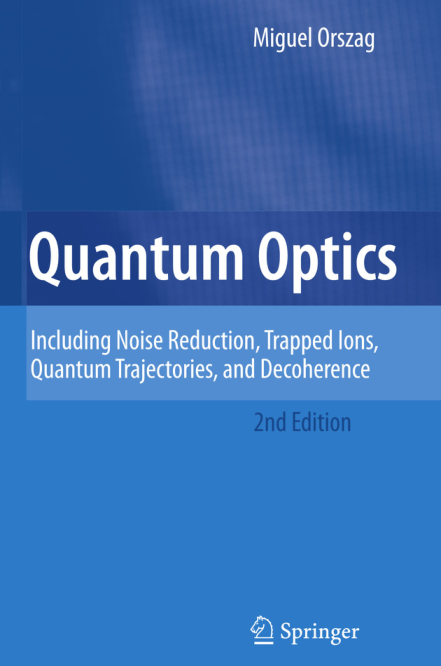 Miguel Orszag
Quantum Optics
Including Noise Reduction, Trapped Ions,
Quantum Trajectories, and Decoherence
2nd Edition
Springer